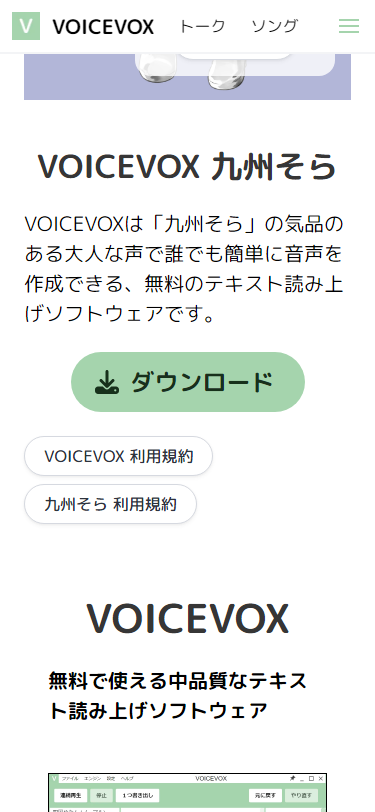 V VOICEVOX トーク ソング
VOICEVOX 九州そら
VOICEVOXは「九州そら」の気品の
ある大人な声で誰でも簡単に音声を
作成できる、無料のテキスト読み上
げソフトウェアです。
ダウンロード
VOICEVOX 利用規約
九州そら 利用規約
VOICEVOX
無料で使える中品質なテキス
ト読み上げソフトウェア
V ファイル エンジン 設定 ヘルプ VOICEVOX
連続再生 停止 1つ書き出し 元に戻す やり直す